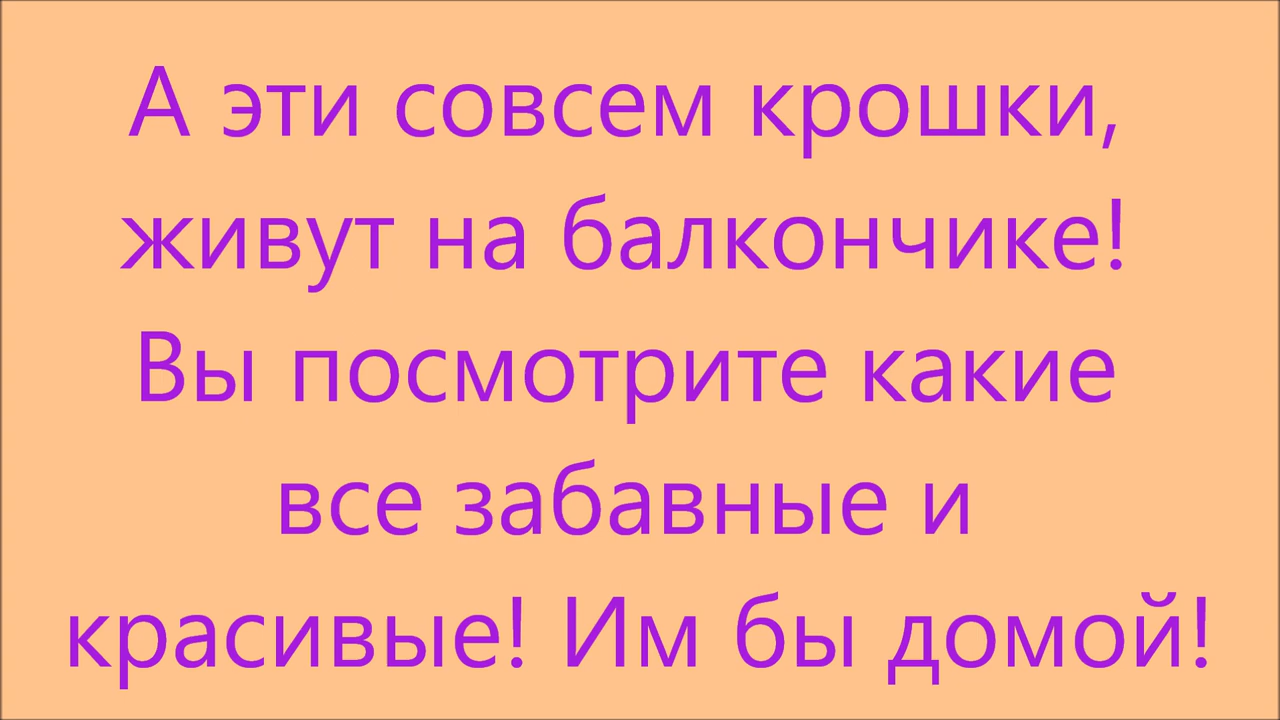 А эти совсем крошки,
живут на балкончике!
Вы посмотрите какие
все забавные и
красивые! Им бы домой!